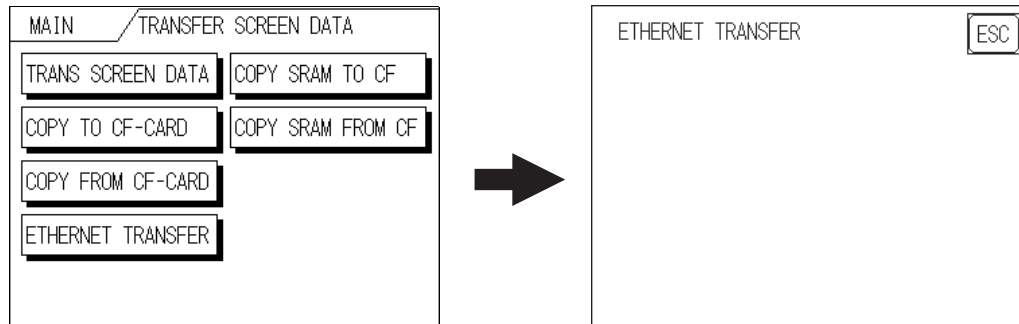 MAIN TRANSFER SCREEN DATA
TRANS SCREEN DATA COPY SRAM TO CF
COPY TO CF-CARD COPY SRAM FROM CF
COPY FROM CF-CARD
ETHERNET TRANSFER
ETHERNET TRANSFER ESC